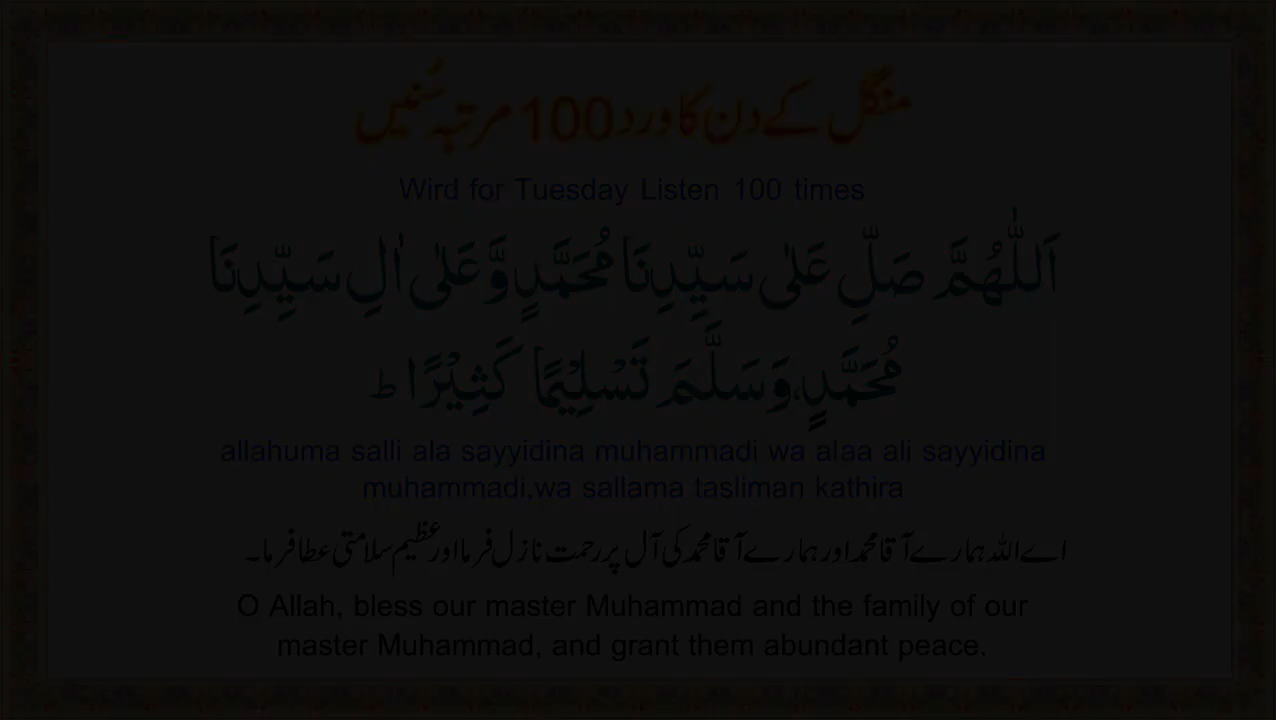 منگل کے دن کا ورد 100 مرتبہ سُنیں
Wird for Tuesday Listen 100 times
اَللّٰهُمَّ صَلِّ عَلٰى سَيِّدِنَا مُحَمَّدٍ وَّعَلٰى اٰلِ سَيِّدِنَا
مُحَمَّدٍ، وَسَلَّمَ تَسْلِيْمًا كَثِيْرًا ط
allahuma salli ala sayyidina muhammadi wa alaa ali sayyidina
muhammadi,wa sallama tasliman kathira
اے اللہ ہمارے آقا محمد اور ہمارے آقا محمد کی آل پر رحمت نازل فرما اور عظیم سلامتی عطا فرما۔
O Allah, bless our master Muhammad and the family of our
master Muhammad, and grant them abundant peace.